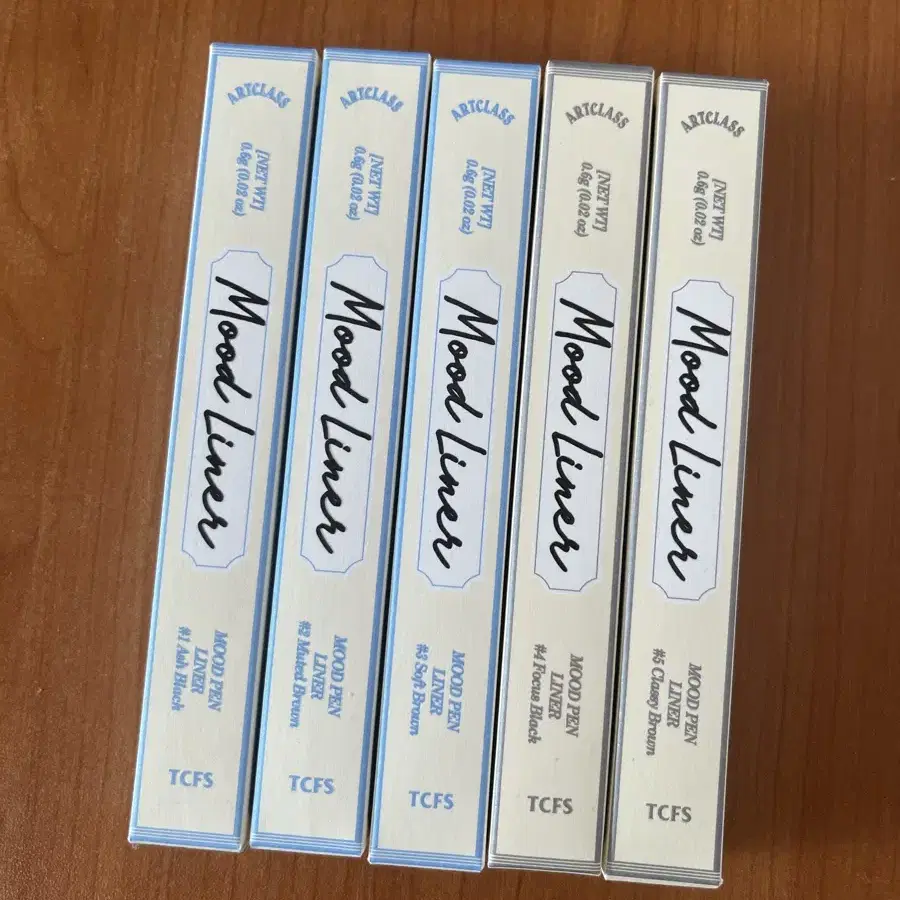 ARTCLASS
[NET WT]
0.6g (0.02 oz)
Mood Liner
MOOD PEN
LINER
#1 Ash Black
TCFS
ARTCLASS
[NET WT]
0.6g (0.02 oz)
Mood Liner
MOOD PEN
LINER
#2 Muted Brown
TCFS
ARTCLASS
[NET WT]
0.6g (0.02 oz)
Mood Liner
MOOD PEN
LINER
#3 Soft Brown
TCFS
ARTCLASS
[NET WT]
0.6g (0.02 oz)
Mood Liner
MOOD PEN
LINER
#4 Focus Black
TCFS
ARTCLASS
[NET WT]
0.6g (0.02 oz)
Mood Liner
MOOD PEN
LINER
#5 Classy Brown
TCFS